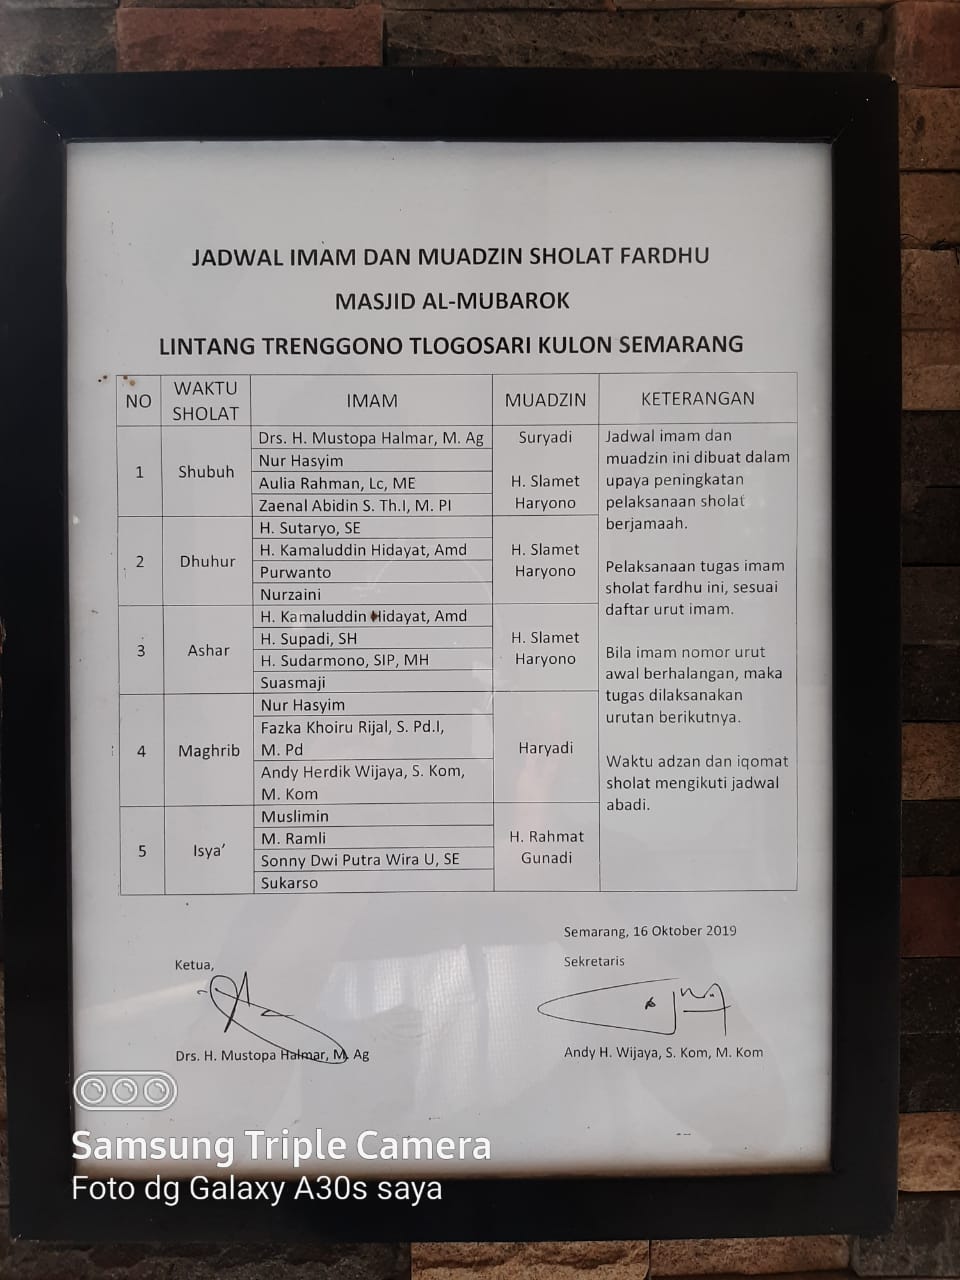 JADWAL IMAM DAN MUADZIN SHOLAT FARDHU
MASJID AL-MUBAROK
LINTANG TRENGGONO TLOGOSARI KULON SEMARANG
NO
WAKTU
SHOLAT
IMAM
MUADZIN
KETERANGAN
1
Shubuh
Drs. H. Mustopa Halmar, M. Ag
Nur Hasyim
Aulia Rahman, Lc, ME
Zaenal Abidin S. Th.I, M. PI
Suryadi
H. Slamet
Haryono
2
Dhuhur
H. Sutaryo, SE
H. Kamaluddin Hidayat, Amd
Purwanto
Nurzaini
H. Slamet
Haryono
3
Ashar
H. Kamaluddin Hidayat, Amd
H. Supadi, SH
H. Sudarmono, SIP, MH
Suasmaji
H. Slamet
Haryono
4
Maghrib
Nur Hasyim
Fazka Khoiru Rijal, S. Pd.I,
M. Pd
Andy Herdik Wijaya, S. Kom,
M. Kom
Haryadi
5
Isya’
Muslimin
M. Ramli
Sonny Dwi Putra Wira U, SE
Sukarso
H. Rahmat
Gunadi
Jadwal imam dan
muadzin ini dibuat dalam
upaya peningkatan
pelaksanaan sholat
berjamaah.
Pelaksanaan tugas imam
sholat fardhu ini, sesuai
daftar urut imam.
Bila imam nomor urut
awal berhalangan, maka
tugas dilaksanakan
urutan berikutnya.
Waktu adzan dan iqomat
sholat mengikuti jadwal
abadi.
Semarang, 16 Oktober 2019
Ketua,
Sekretaris
Drs. H. Mustopa Halmar, M. Ag
Andy H. Wijaya, S. Kom, M. Kom
Samsung Triple Camera
Foto dg Galaxy A30s saya